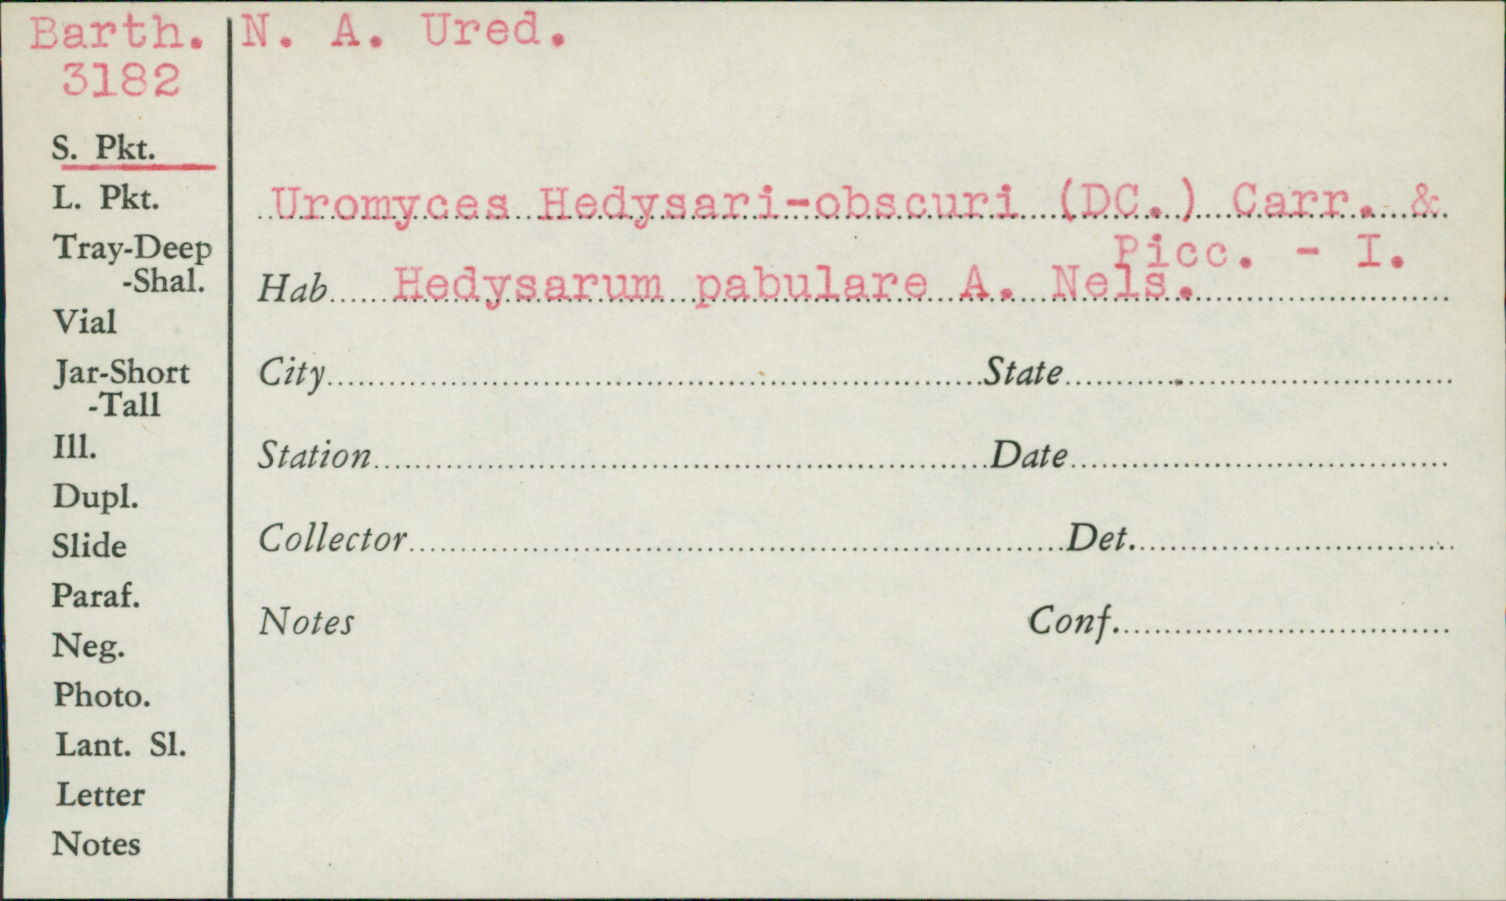 Barth. N. A. Ured.
3182
S. Pkt.
L. Pkt.
Tray-Deep
-Shal.
Vial
Jar-Short
-Tall
Ill.
Dupl.
Slide
Paraf.
Neg.
Photo.
Lant. Sl.
Letter
Notes
Uromyces Hedysari-obscuri (DC.) Carr. &
Picc. - I.
Hab Hedysarum pabulare A. Nels.
City State
Station Date
Collector Det.
Notes Conf.